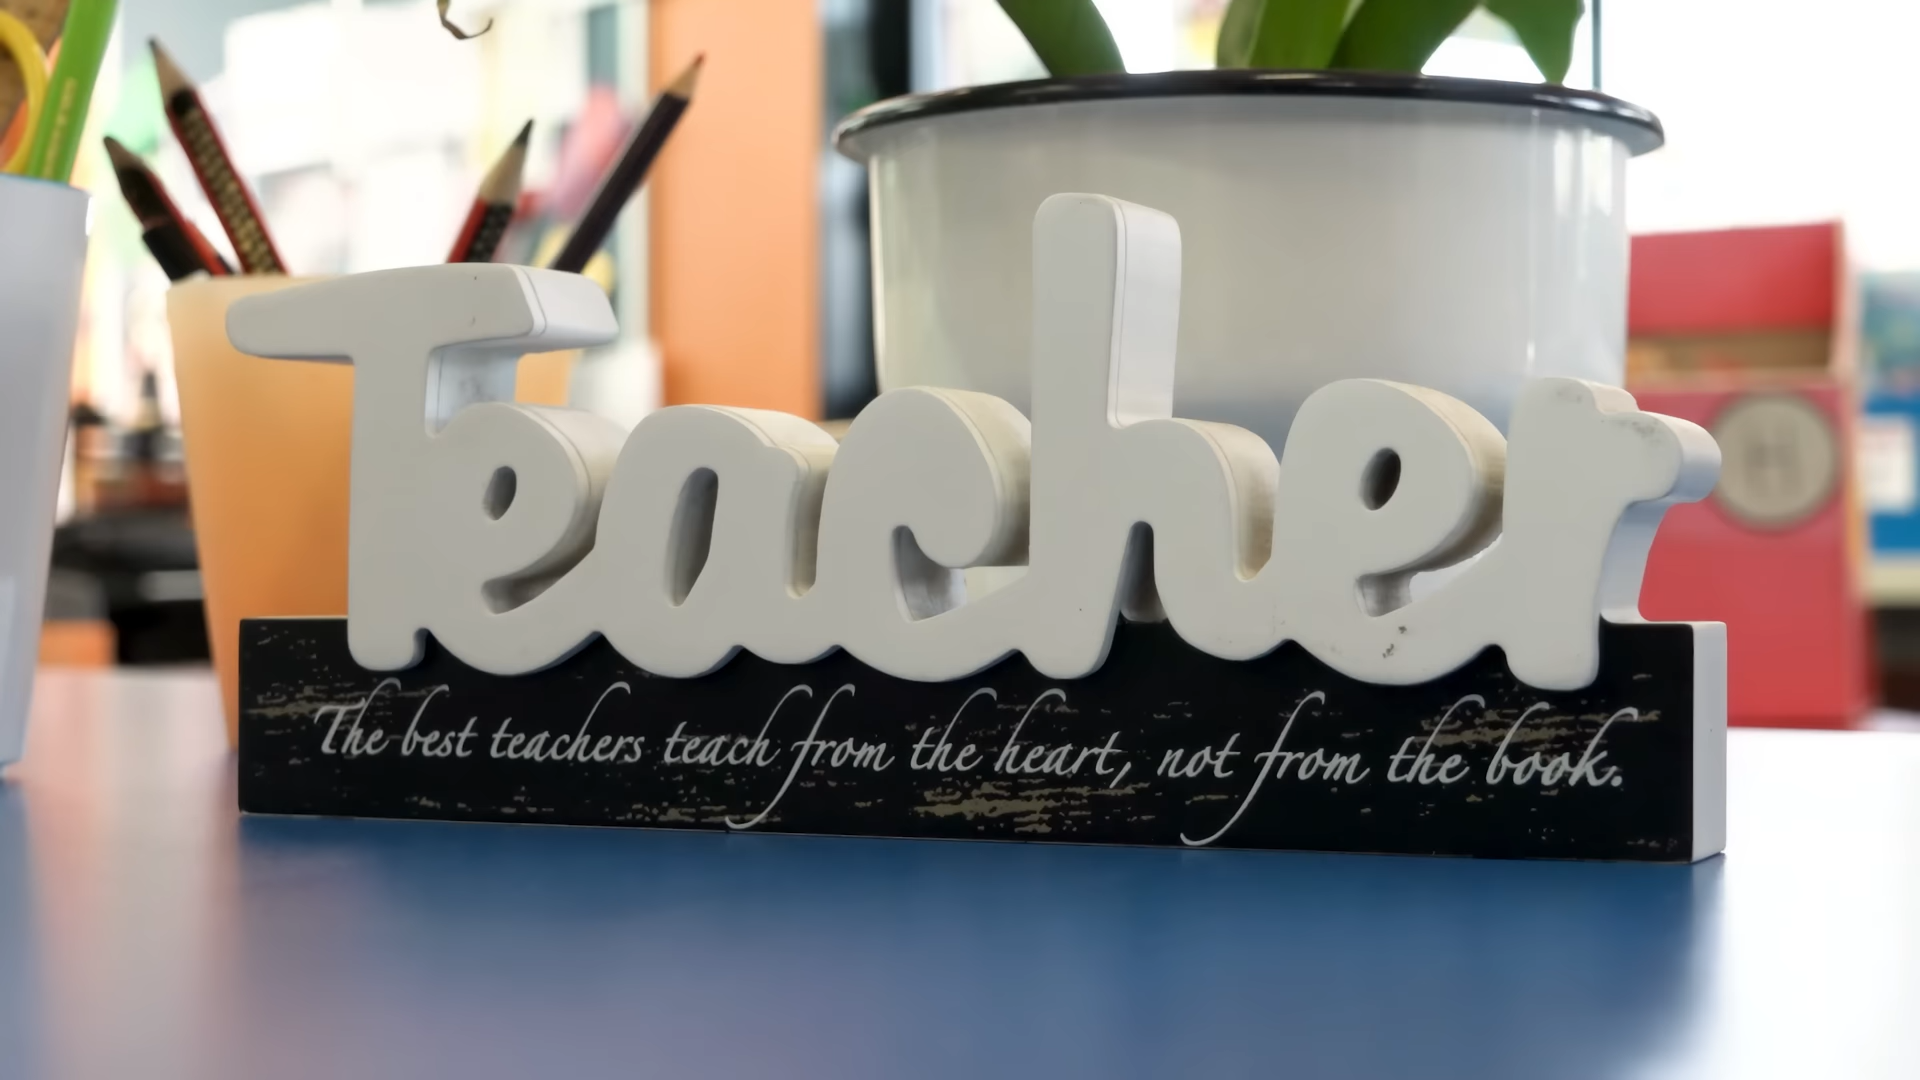 Teacher
The best teachers teach from the heart, not from the book.
H